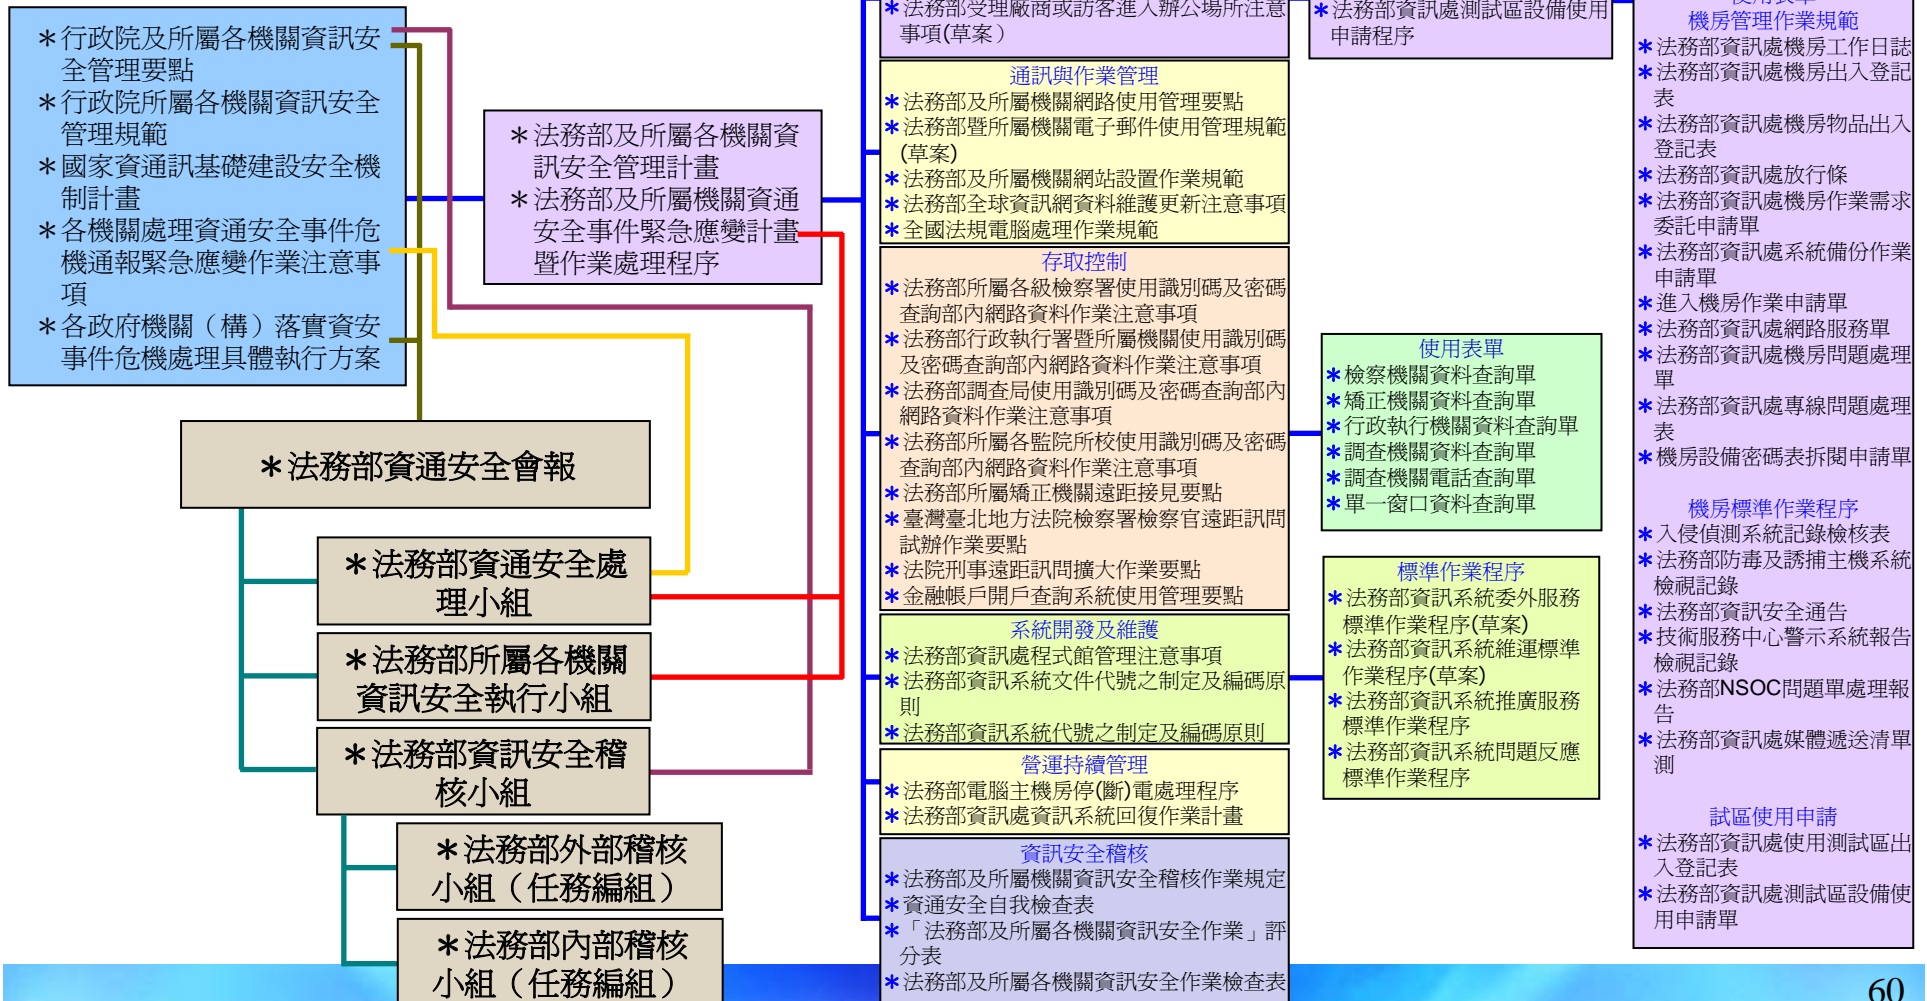 ＊行政院及所屬各機關資訊安
全管理要點
＊行政院所屬各機關資訊安全
管理規範
＊國家資通訊基礎建設安全機
制計畫
＊各機關處理資通安全事件危
機通報緊急應變作業注意事
項
＊各政府機關（構）落實資安
事件危機處理具體執行方案
＊法務部及所屬各機關資
訊安全管理計畫
＊法務部及所屬機關資通
安全事件緊急應變計畫
暨作業處理程序
＊法務部資通安全會報
＊法務部資通安全處
理小組
＊法務部所屬各機關
資訊安全執行小組
＊法務部資訊安全稽
核小組
＊法務部外部稽核
小組（任務編組）
＊法務部內部稽核
小組（任務編組）
＊法務部受理廠商或訪客進入辦公場所注意
事項(草案）
通訊與作業管理
＊法務部及所屬機關網路使用管理要點
＊法務部暨所屬機關電子郵件使用管理規範
(草案)
＊法務部及所屬機關網站設置作業規範
＊法務部全球資訊網資料維護更新注意事項
＊全國法規電腦處理作業規範
存取控制
＊法務部所屬各級檢察署使用識別碼及密碼
查詢部內網路資料作業注意事項
＊法務部行政執行署暨所屬機關使用識別碼
及密碼查詢部內網路資料作業注意事項
＊法務部調查局使用識別碼及密碼查詢部內
網路資料作業注意事項
＊法務部所屬各監院所校使用識別碼及密碼
查詢部內網路資料作業注意事項
＊法務部所屬矯正機關遠距接見要點
＊臺灣臺北地方法院檢察署檢察官遠距訊問
試辦作業要點
＊法院刑事遠距訊問擴大作業要點
＊金融帳戶開戶查詢系統使用管理要點
系統開發及維護
＊法務部資訊處程式館管理注意事項
＊法務部資訊系統文件代號之制定及編碼原
則
＊法務部資訊系統代號之制定及編碼原則
營運持續管理
＊法務部電腦主機房停(斷)電處理程序
＊法務部資訊處資訊系統回復作業計畫
資訊安全稽核
＊法務部及所屬機關資訊安全稽核作業規定
＊資通安全自我檢查表
＊「法務部及所屬各機關資訊安全作業」評
分表
＊法務部及所屬各機關資訊安全作業檢查表
＊法務部資訊處測試區設備使用
申請程序
使用表單
＊檢察機關資料查詢單
＊矯正機關資料查詢單
＊行政執行機關資料查詢單
＊調查機關資料查詢單
＊調查機關電話查詢單
＊單一窗口資料查詢單
標準作業程序
＊法務部資訊系統委外服務
標準作業程序(草案)
＊法務部資訊系統維運標準
作業程序(草案)
＊法務部資訊系統推廣服務
標準作業程序
＊法務部資訊系統問題反應
標準作業程序
使用表單
機房管理作業規範
＊法務部資訊處機房工作日誌
＊法務部資訊處機房出入登記
表
＊法務部資訊處機房物品出入
登記表
＊法務部資訊處放行條
＊法務部資訊處機房作業需求
委託申請單
＊法務部資訊處系統備份作業
申請單
＊進入機房作業申請單
＊法務部資訊處網路服務單
＊法務部資訊處機房問題處理
單
＊法務部資訊處專線問題處理
表
＊機房設備密碼表拆閱申請單
機房標準作業程序
＊入侵偵測系統記錄檢核表
＊法務部防毒及誘捕主機系統
檢視記錄
＊法務部資訊安全通告
＊技術服務中心警示系統報告
檢視記錄
＊法務部NSOC問題單處理報
告
＊法務部資訊處媒體遞送清單
測
試區使用申請
＊法務部資訊處使用測試區出
入登記表
＊法務部資訊處測試區設備使
用申請單
60